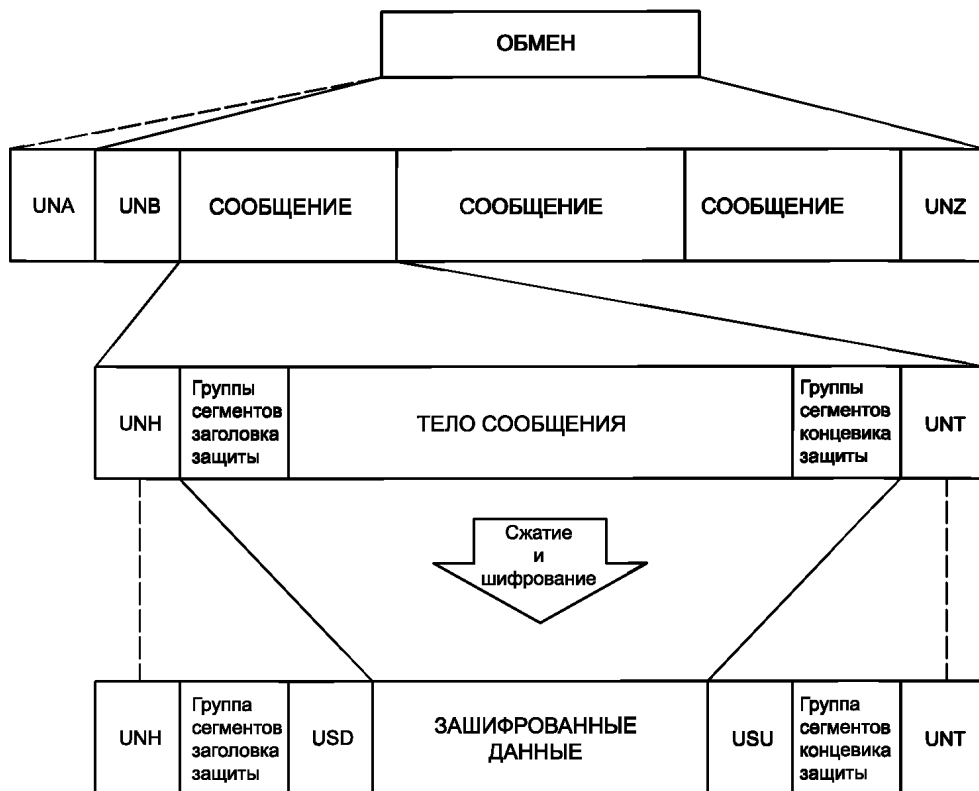 ОБМЕН
UNA
UNB
СООБЩЕНИЕ
СООБЩЕНИЕ
СООБЩЕНИЕ
UNZ
UNH
Группы
сегментов
заголовка
защиты
ТЕЛО СООБЩЕНИЯ
Группы
сегментов
концевика
защиты
UNT
Сжатие
и
шифрование
UNH
Группа
сегментов
заголовка
защиты
USD
ЗАШИФРОВАННЫЕ
ДАННЫЕ
USU
Группа
сегментов
концевика
защиты
UNT